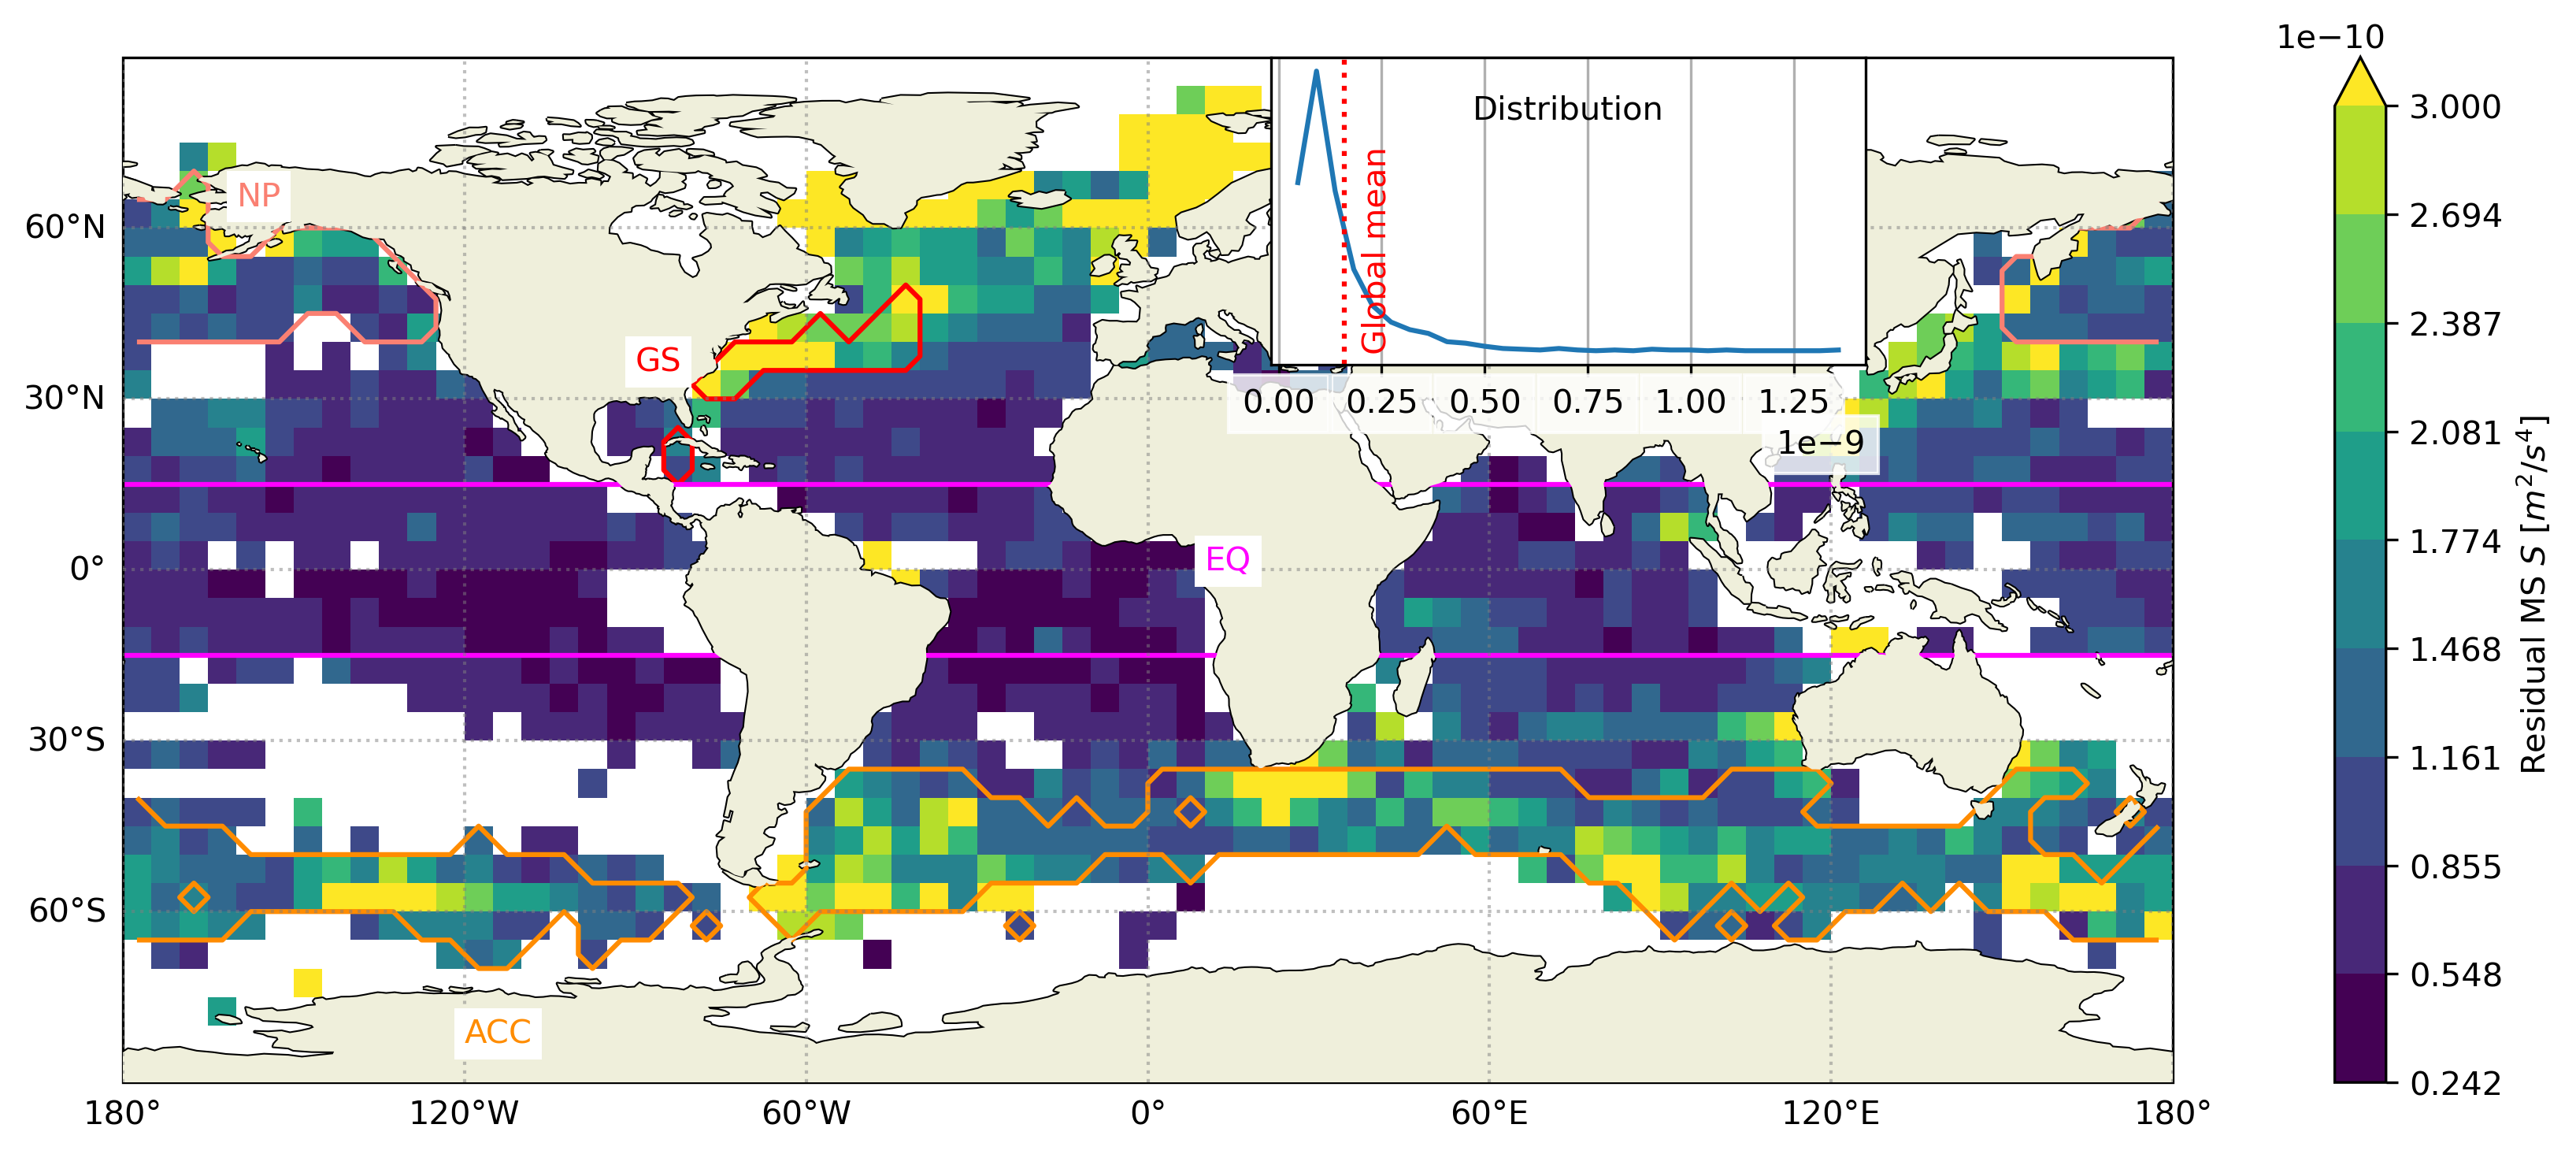 1e−10
Distribution
Global mean
0.00 0.25 0.50 0.75 1.00 1.25
1e−9
NP
GS
EQ
ACC
60°N
30°N
0°
30°S
60°S
180° 120°W 60°W 0° 60°E 120°E 180°
3.000
2.694
2.387
2.081
1.774
1.468
1.161
0.855
0.548
0.242
Residual MS S [m²/s⁴]